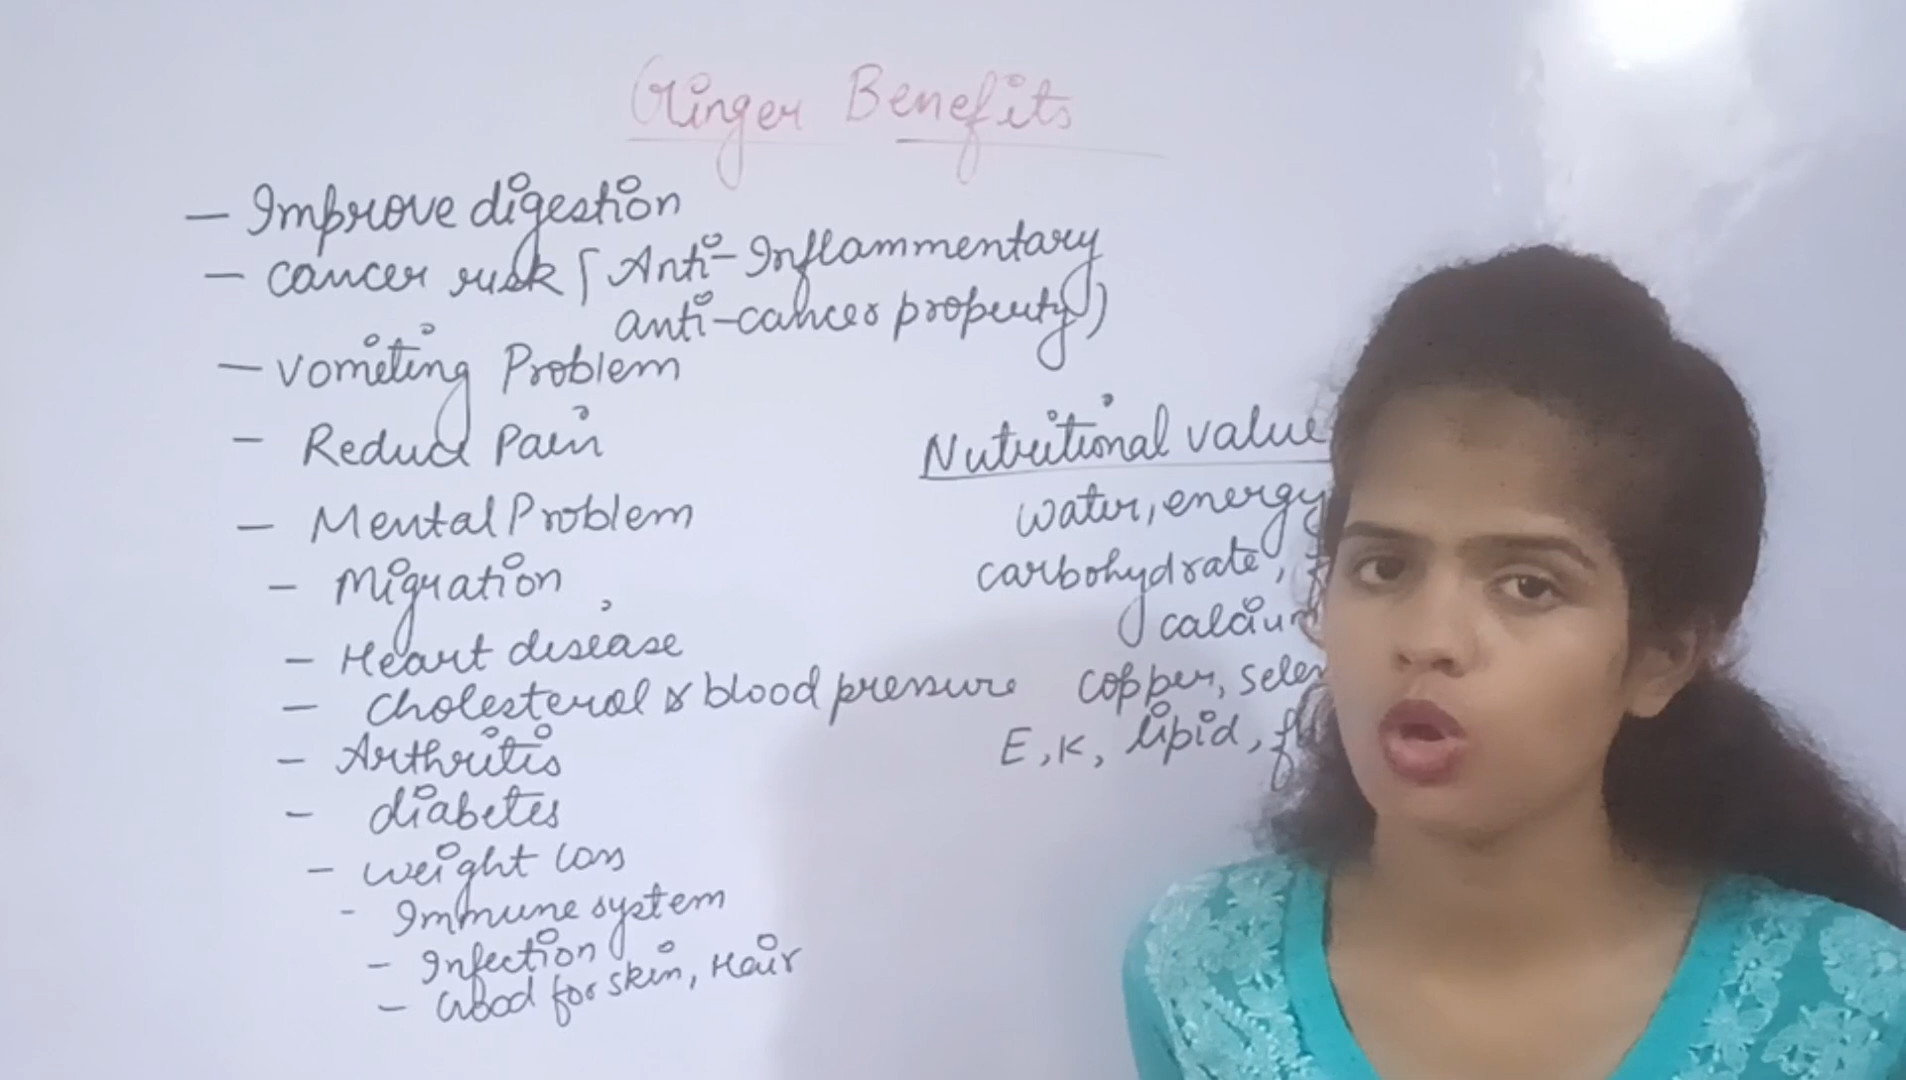 Ginger Benefits
— Improve digestion
— cancer risk ( Anti-Inflammentary
anti-cancer property)
— vomiting Problem
— Reduce Pain
— Mental Problem
— Migration
— Heart disease
— Cholesterol & blood pressure
— Arthritis
— diabetes
— weight loss
- Immune system
- Infection
— Good for skin, Hair
Nutritional value
water, energy
carbohydrate,
calcium
copper,
E, K, lipid,